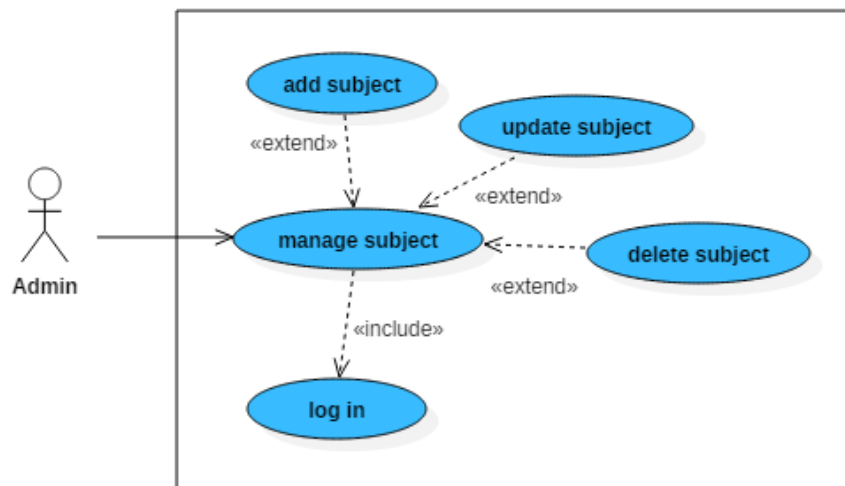 add subject
update subject
«extend»
«extend»
manage subject
delete subject
Admin
«extend»
«include»
log in